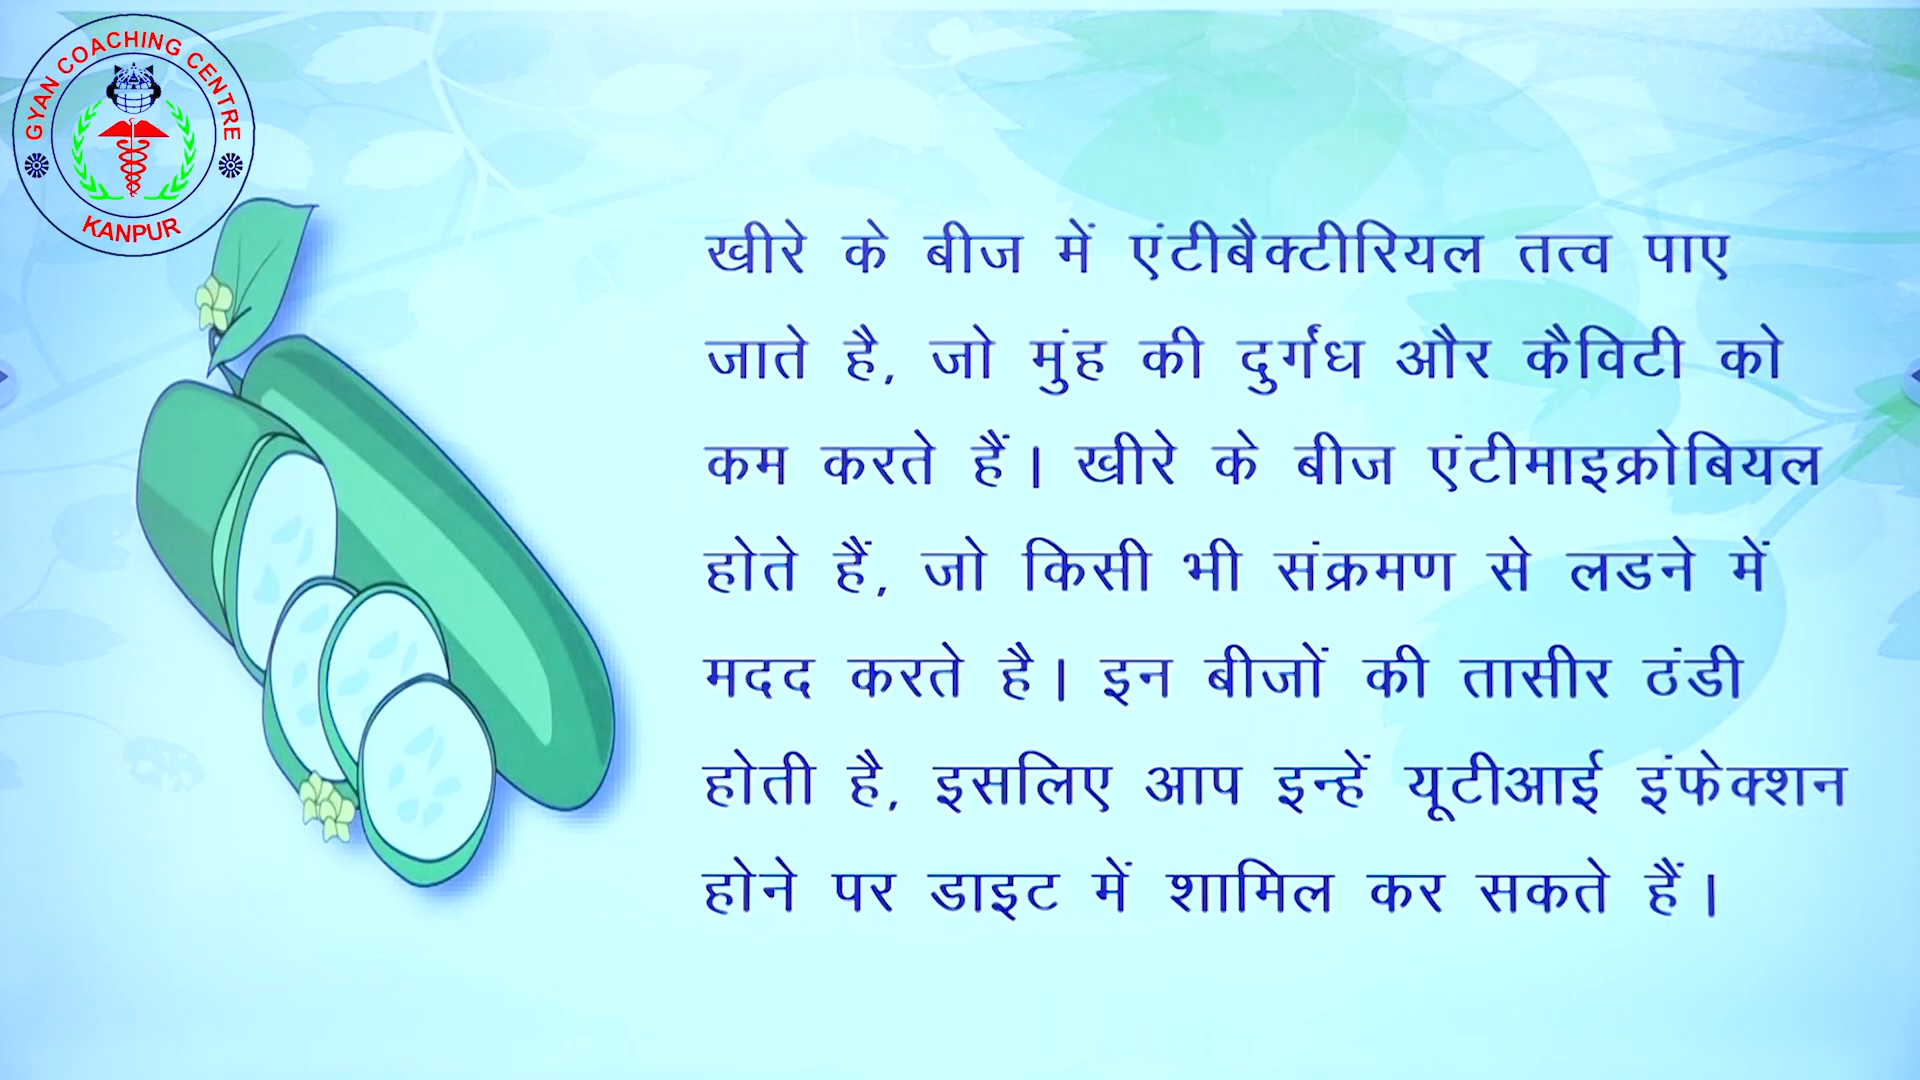 GYAN COACHING CENTRE
KANPUR
खीरे के बीज में एंटीबैक्टीरियल तत्व पाए
जाते है, जो मुंह की दुर्गंध और कैविटी को
कम करते हैं। खीरे के बीज एंटीमाइक्रोबियल
होते हैं, जो किसी भी संक्रमण से लडने में
मदद करते है। इन बीजों की तासीर ठंडी
होती है, इसलिए आप इन्हें यूटीआई इंफेक्शन
होने पर डाइट में शामिल कर सकते हैं।